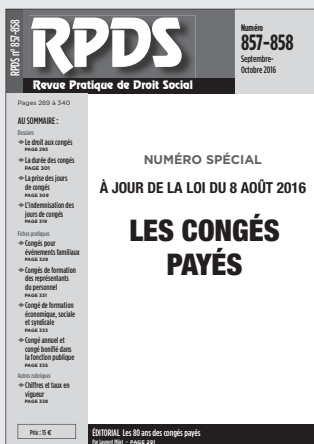 RPDS n° 857-858
RPDS
Revue Pratique de Droit Social
Numéro
857-858
Septembre-
Octobre 2016
Pages 289 à 340
AU SOMMAIRE :
Dossiers
Le droit aux congés
PAGE 293
La durée des congés
PAGE 301
La prise des jours
de congés
PAGE 309
L'indemnisation des
jours de congés
PAGE 319
Fiches pratiques
Congés pour
événements familiaux
PAGE 329
Congés de formation
des représentants
du personnel
PAGE 331
Congé de formation
économique, sociale
et syndicale
PAGE 333
Congé annuel et
congé bonifié dans
la fonction publique
PAGE 335
Autres rubriques
Chiffres et taux en
vigueur
PAGE 338
Prix : 15 €
NUMÉRO SPÉCIAL
À JOUR DE LA LOI DU 8 AOÛT 2016
LES CONGÉS
PAYÉS
ÉDITORIAL Les 80 ans des congés payés
Par Laurent Milet - PAGE 291